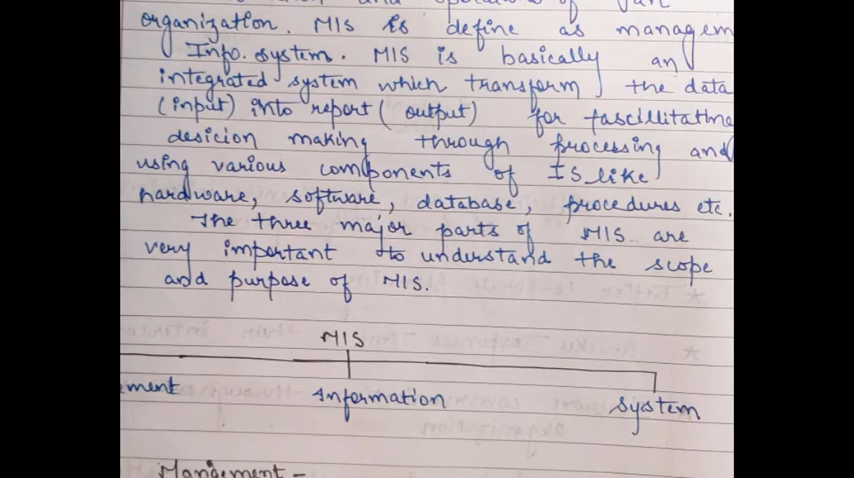 organization. MIS is define as managem
Info. system. MIS is basically an
integrated system which transform the data
(input) into report (output) for fascillitatine
desicion making through processing and
using various components of IS like
hardware, software, database, procedures etc.
The three major parts of MIS are
very important to understand the scope
and purpose of MIS.
MIS
ement Information System
Mangement -